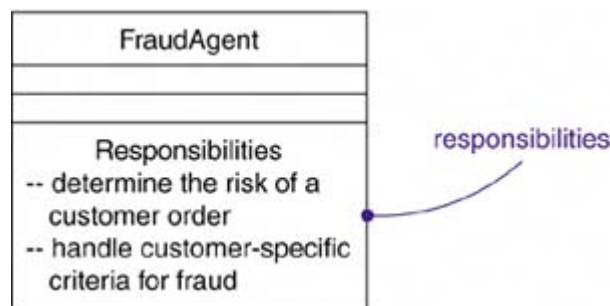 FraudAgent
Responsibilities
-- determine the risk of a
customer order
-- handle customer-specific
criteria for fraud
responsibilities